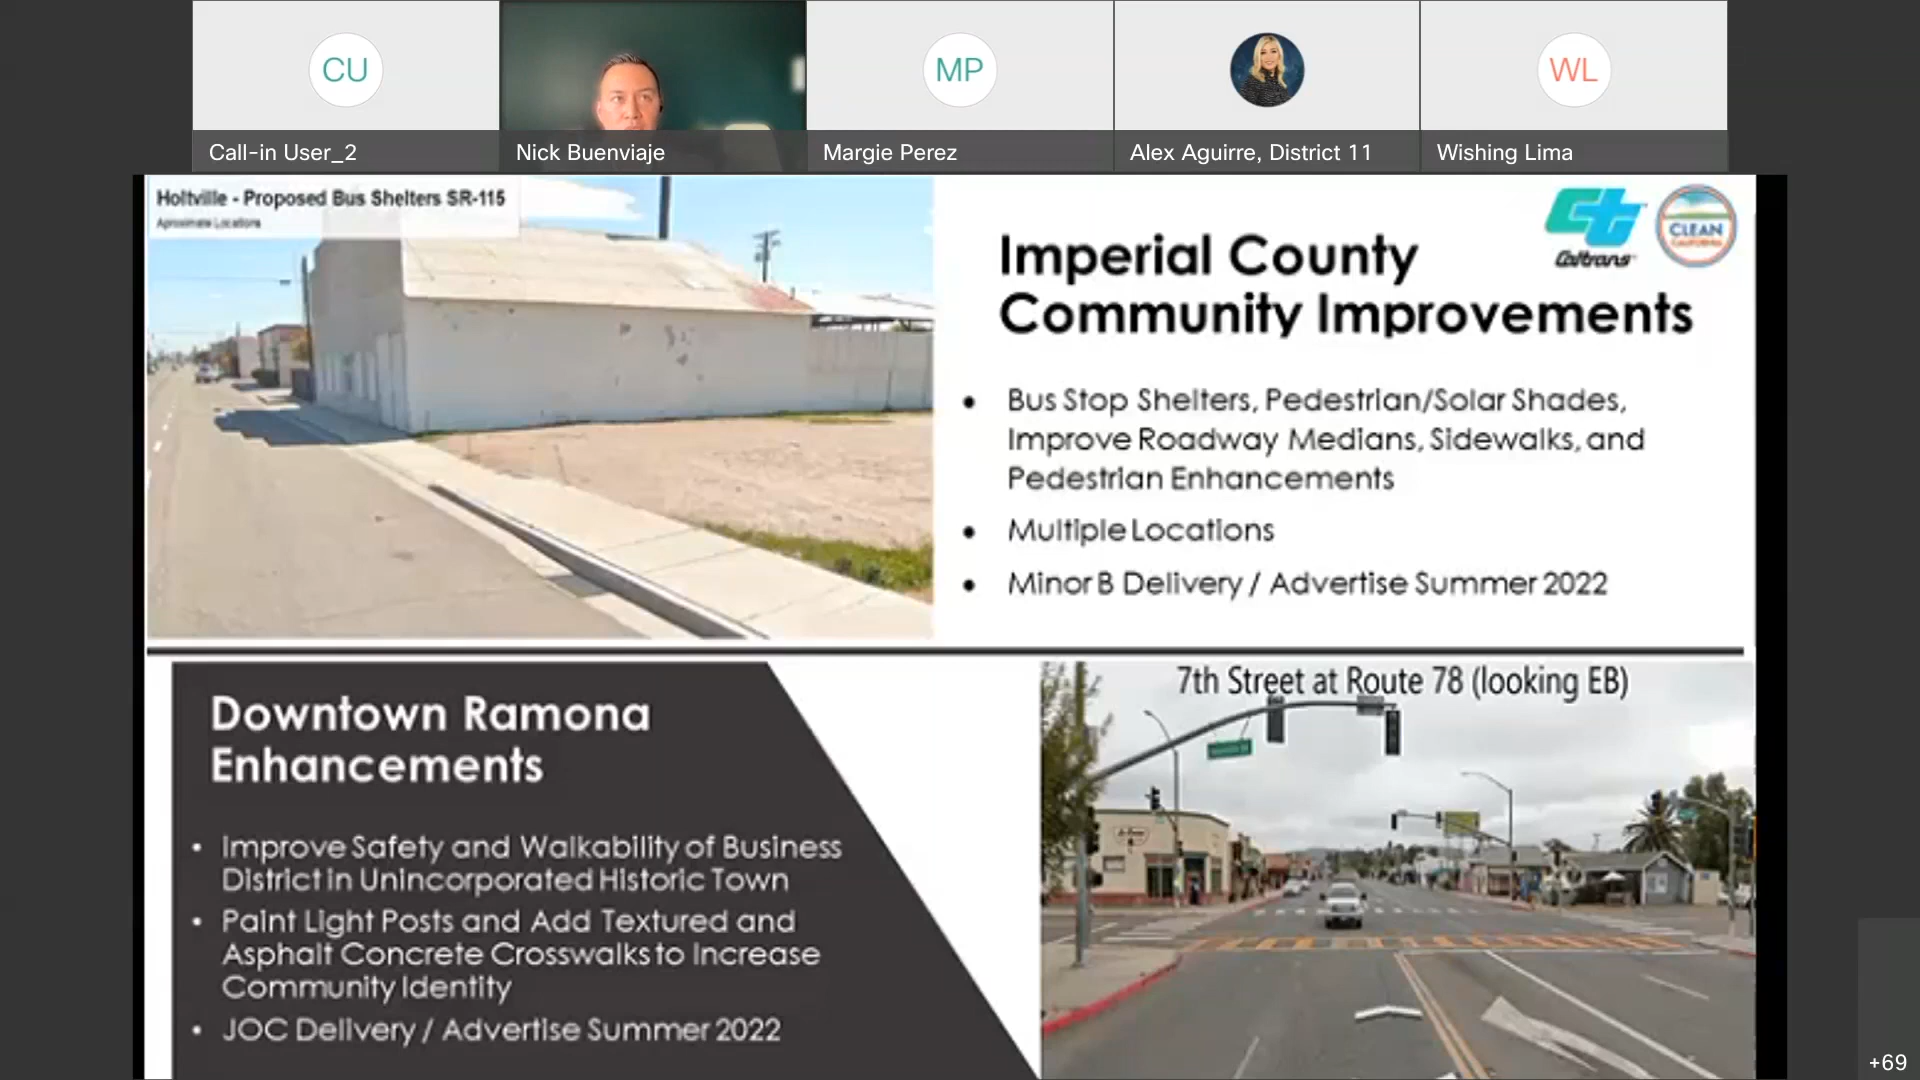 CU
MP
WL
Call-in User_2
Nick Buenviaje
Margie Perez
Alex Aguirre, District 11
Wishing Lima
Holtville - Proposed Bus Shelters SR-115
Aproximate Locations
Caltrans
CLEAN
CALIFORNIA
Imperial County
Community Improvements
• Bus Stop Shelters, Pedestrian/Solar Shades,
Improve Roadway Medians, Sidewalks, and
Pedestrian Enhancements
• Multiple Locations
• Minor B Delivery / Advertise Summer 2022
Downtown Ramona
Enhancements
• Improve Safety and Walkability of Business
District in Unincorporated Historic Town
• Paint Light Posts and Add Textured and
Asphalt Concrete Crosswalks to Increase
Community Identity
• JOC Delivery / Advertise Summer 2022
7th Street at Route 78 (looking EB)
+69